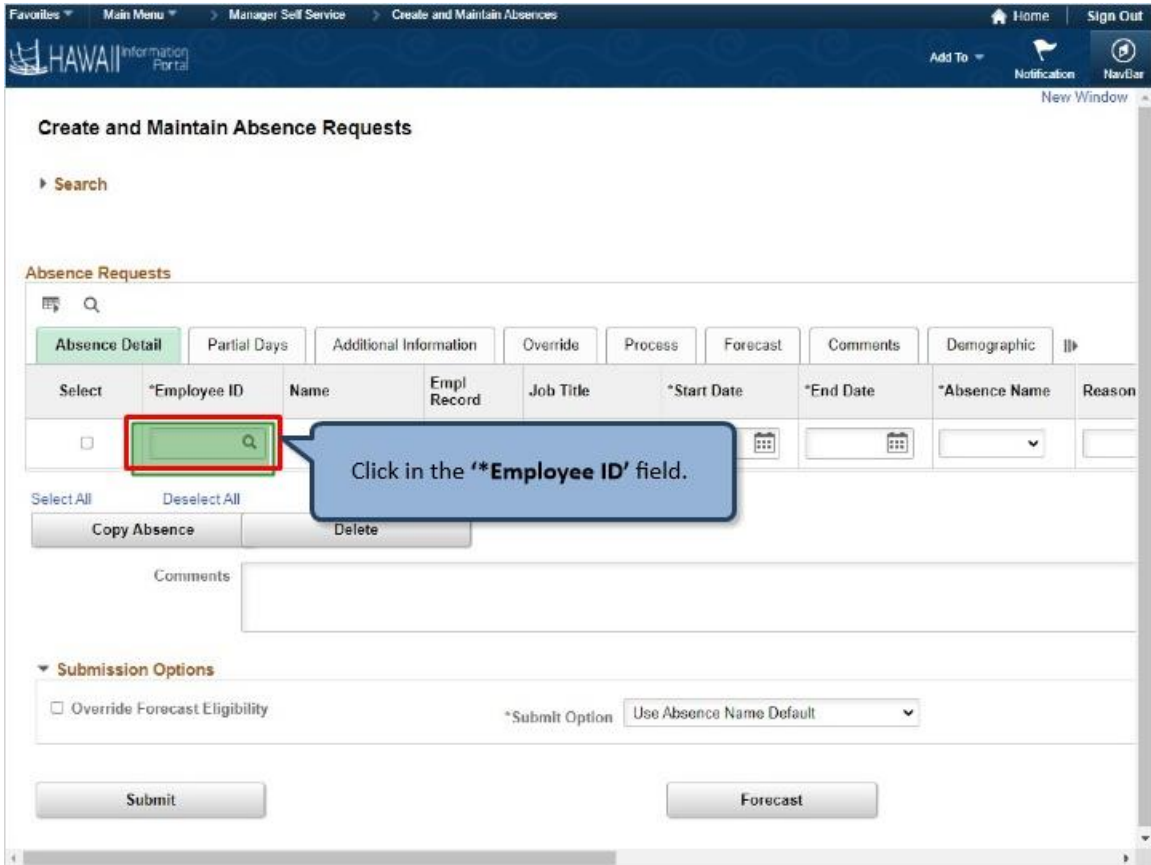 Favorites Main Menu Manager Self Service Create and Maintain Absences Home Sign Out
HAWAII Information Portal Add To Notification NavBar
New Window
Create and Maintain Absence Requests
Search
Absence Requests
Absence Detail Partial Days Additional Information Override Process Forecast Comments Demographic
Select *Employee ID Name Empl Record Job Title *Start Date *End Date *Absence Name Reason
Click in the ‘*Employee ID’ field.
Select All Deselect All
Copy Absence Delete
Comments
Submission Options
Override Forecast Eligibility *Submit Option Use Absence Name Default
Submit Forecast